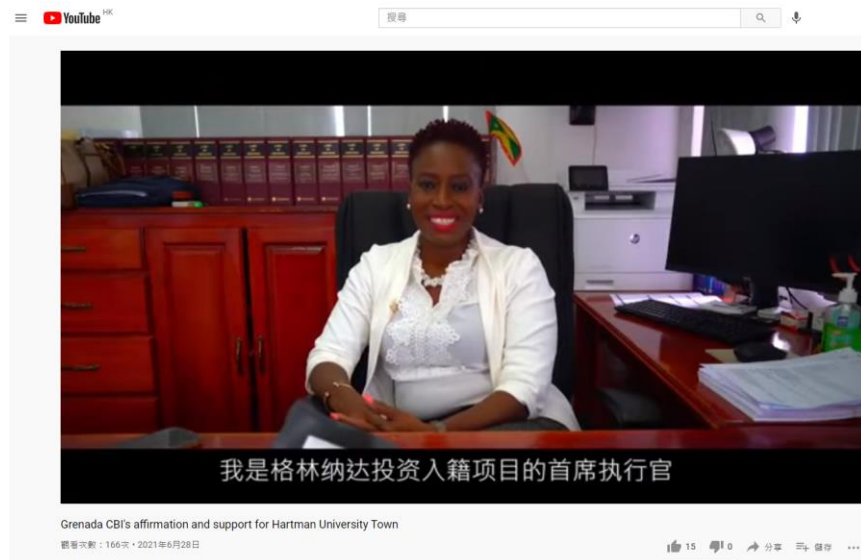 YouTube HK
搜尋
我是格林纳达投资入籍项目的首席执行官
Grenada CBI's affirmation and support for Hartman University Town
觀看次數：166次 • 2021年6月28日
15 0 分享 儲存